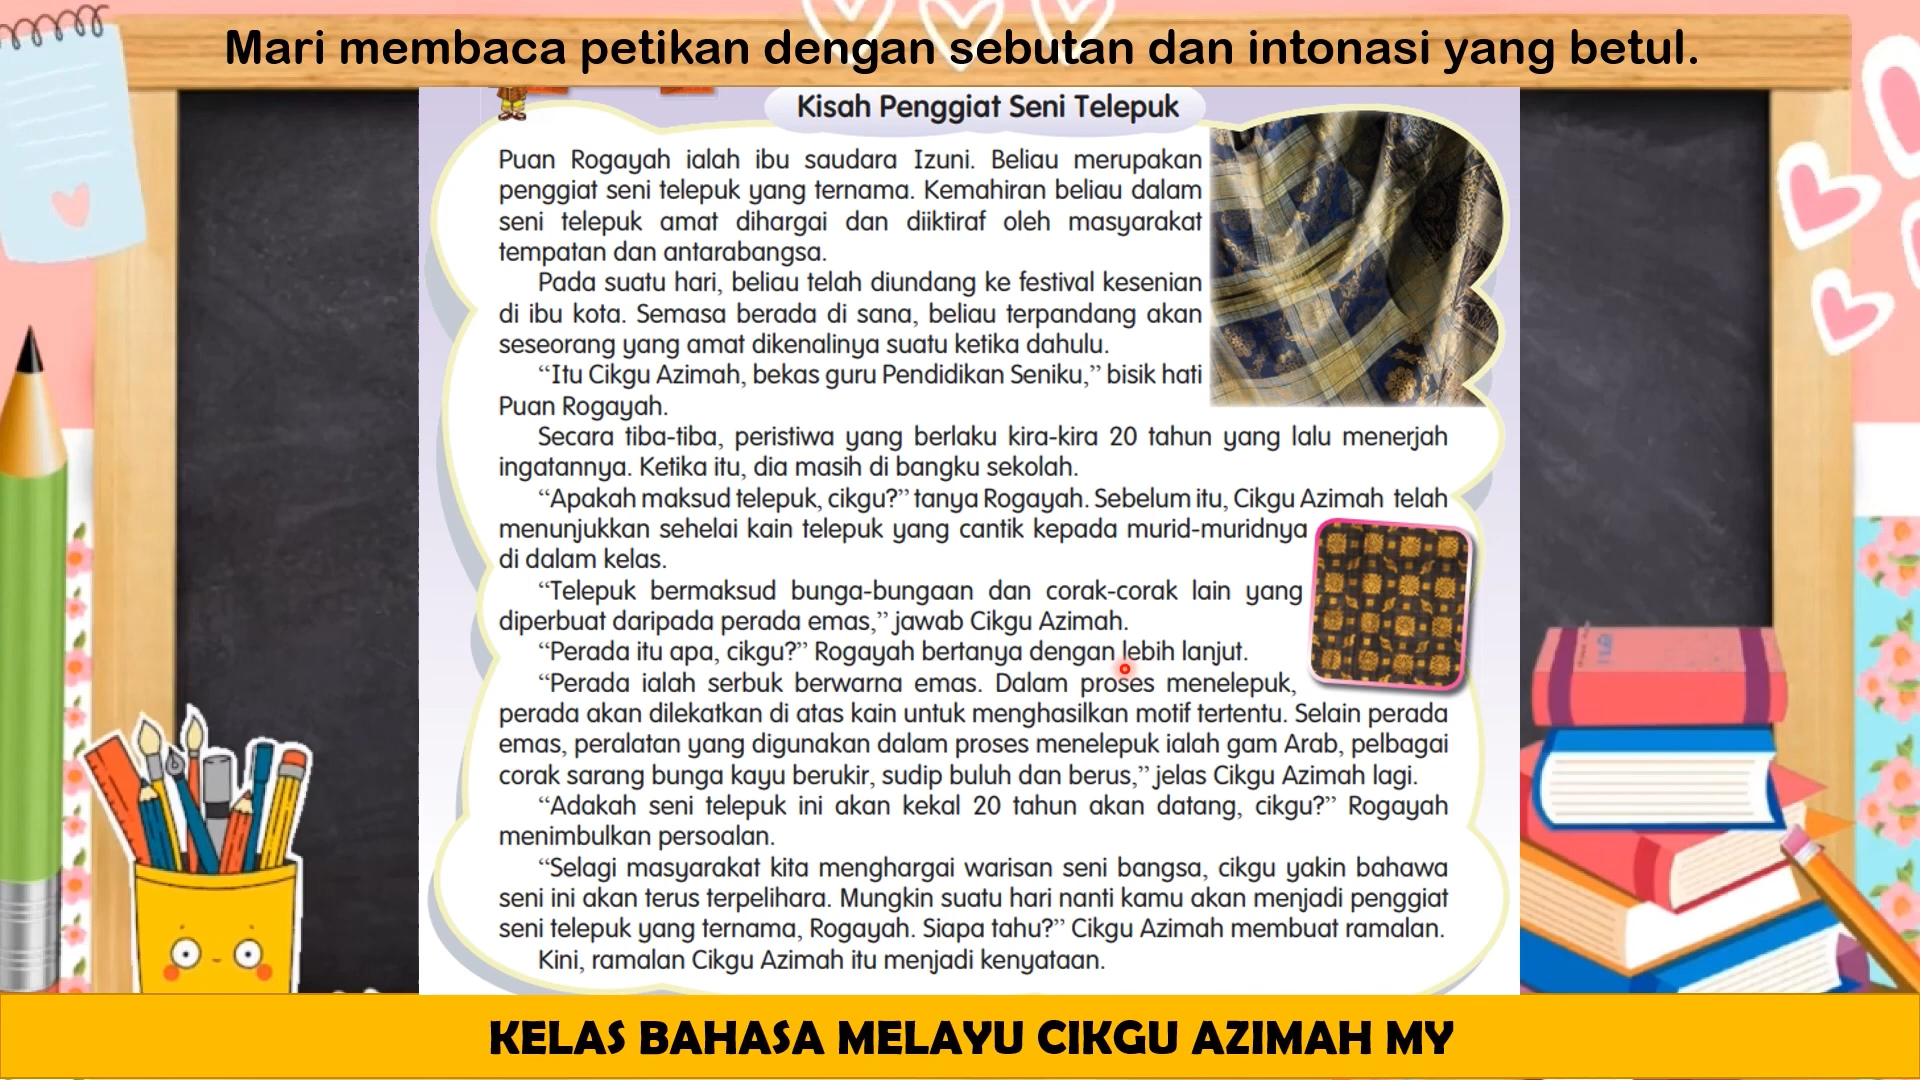 Mari membaca petikan dengan sebutan dan intonasi yang betul.
Kisah Penggiat Seni Telepuk
Puan Rogayah ialah ibu saudara Izuni. Beliau merupakan
penggiat seni telepuk yang ternama. Kemahiran beliau dalam
seni telepuk amat dihargai dan diiktiraf oleh masyarakat
tempatan dan antarabangsa.
Pada suatu hari, beliau telah diundang ke festival kesenian
di ibu kota. Semasa berada di sana, beliau terpandang akan
seseorang yang amat dikenalinya suatu ketika dahulu.
“Itu Cikgu Azimah, bekas guru Pendidikan Seniku,” bisik hati
Puan Rogayah.
Secara tiba-tiba, peristiwa yang berlaku kira-kira 20 tahun yang lalu menerjah
ingatannya. Ketika itu, dia masih di bangku sekolah.
“Apakah maksud telepuk, cikgu?” tanya Rogayah. Sebelum itu, Cikgu Azimah telah
menunjukkan sehelai kain telepuk yang cantik kepada murid-muridnya
di dalam kelas.
“Telepuk bermaksud bunga-bungaan dan corak-corak lain yang
diperbuat daripada perada emas,” jawab Cikgu Azimah.
“Perada itu apa, cikgu?” Rogayah bertanya dengan lebih lanjut.
“Perada ialah serbuk berwarna emas. Dalam proses menelepuk,
perada akan dilekatkan di atas kain untuk menghasilkan motif tertentu. Selain perada
emas, peralatan yang digunakan dalam proses menelepuk ialah gam Arab, pelbagai
corak sarang bunga kayu berukir, sudip buluh dan berus,” jelas Cikgu Azimah lagi.
“Adakah seni telepuk ini akan kekal 20 tahun akan datang, cikgu?” Rogayah
menimbulkan persoalan.
“Selagi masyarakat kita menghargai warisan seni bangsa, cikgu yakin bahawa
seni ini akan terus terpelihara. Mungkin suatu hari nanti kamu akan menjadi penggiat
seni telepuk yang ternama, Rogayah. Siapa tahu?” Cikgu Azimah membuat ramalan.
Kini, ramalan Cikgu Azimah itu menjadi kenyataan.
KELAS BAHASA MELAYU CIKGU AZIMAH MY